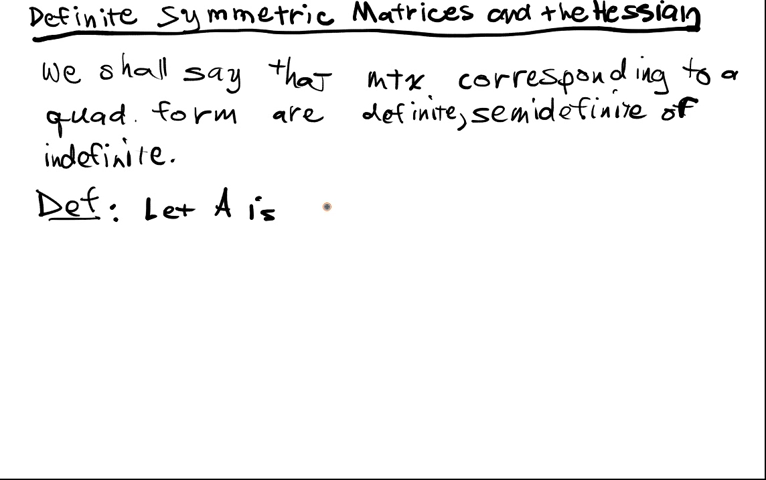 Definite Symmetric Matrices and the Hessian
We shall say that mtx corresponding to a
quad. form are definite, semidefinite of
indefinite.
Def: Let A is